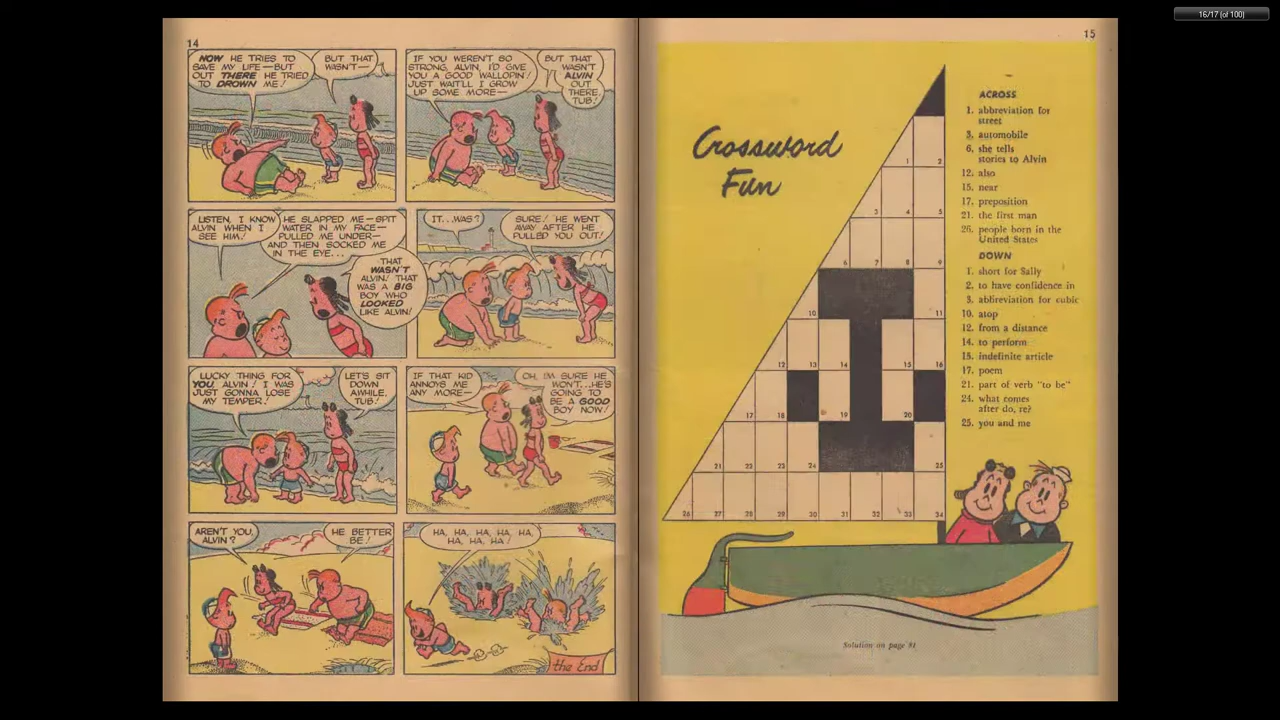 16/17 (of 100)
14
NOW HE TRIES TO
SAVE MY LIFE—BUT
OUT THERE HE TRIED
TO DROWN ME!
BUT THAT
WASN'T—
IF YOU WEREN'T SO
STRONG, ALVIN, I'D GIVE
YOU A GOOD WALLOPIN'!
JUST WAIT'LL I GROW
UP SOME MORE—
BUT THAT
WASN'T
ALVIN
OUT
THERE,
TUB!
LISTEN, I KNOW
ALVIN WHEN I
SEE HIM!
HE SLAPPED ME—SPIT
WATER IN MY FACE—
PULLED ME UNDER—
AND THEN SOCKED ME
IN THE EYE...
THAT
WASN'T
ALVIN! THAT
WAS A BIG
BOY WHO
LOOKED
LIKE ALVIN!
IT...WAS?
SURE! HE WENT
AWAY AFTER HE
PULLED YOU OUT!
LUCKY THING FOR
YOU, ALVIN! I WAS
JUST GONNA LOSE
MY TEMPER!
LET'S SIT
DOWN
AWHILE,
TUB!
IF THAT KID
ANNOYS ME
ANY MORE—
OH, I'M SURE HE
WON'T...HE'S
GOING TO
BE A GOOD
BOY NOW!
AREN'T YOU,
ALVIN?
HE BETTER
BE!
HA, HA, HA, HA, HA,
HA, HA, HA!
the End
15
Crossword
Fun
1 2
3 4 5
6 7 8 9
10 11
12 13 14 15 16
17 18 19 20
21 22 23 24 25
26 27 28 29 30 31 32 33 34
ACROSS
1. abbreviation for
street
3. automobile
6. she tells
stories to Alvin
12. also
15. near
17. preposition
21. the first man
26. people born in the
United States
DOWN
1. short for Sally
2. to have confidence in
3. abbreviation for cubic
10. atop
12. from a distance
14. to perform
15. indefinite article
17. poem
21. part of verb "to be"
24. what comes
after do, re?
25. you and me
Solution on page 81